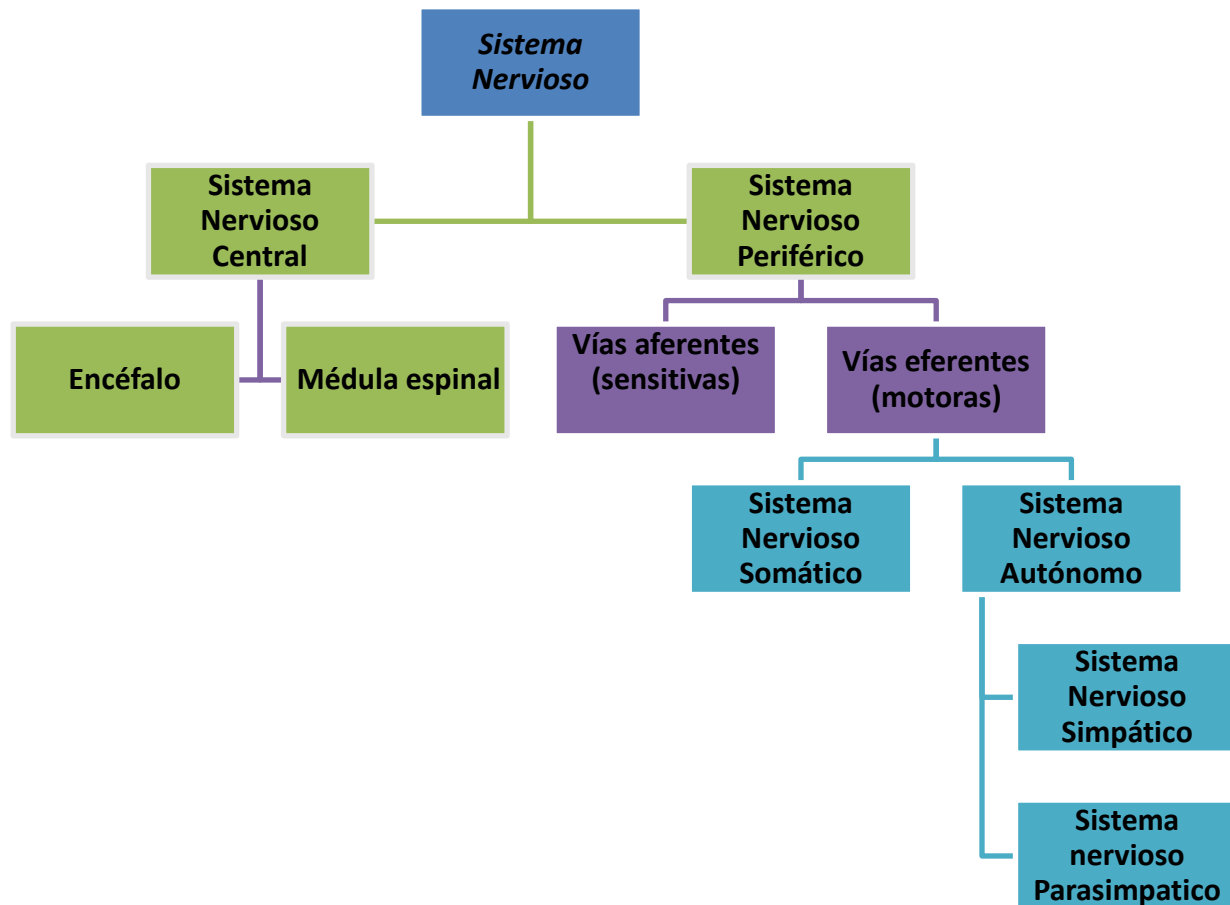 Sistema
Nervioso
Sistema
Nervioso
Central
Sistema
Nervioso
Periférico
Encéfalo
Médula espinal
Vías aferentes
(sensitivas)
Vías eferentes
(motoras)
Sistema
Nervioso
Somático
Sistema
Nervioso
Autónomo
Sistema
Nervioso
Simpático
Sistema
nervioso
Parasimpatico